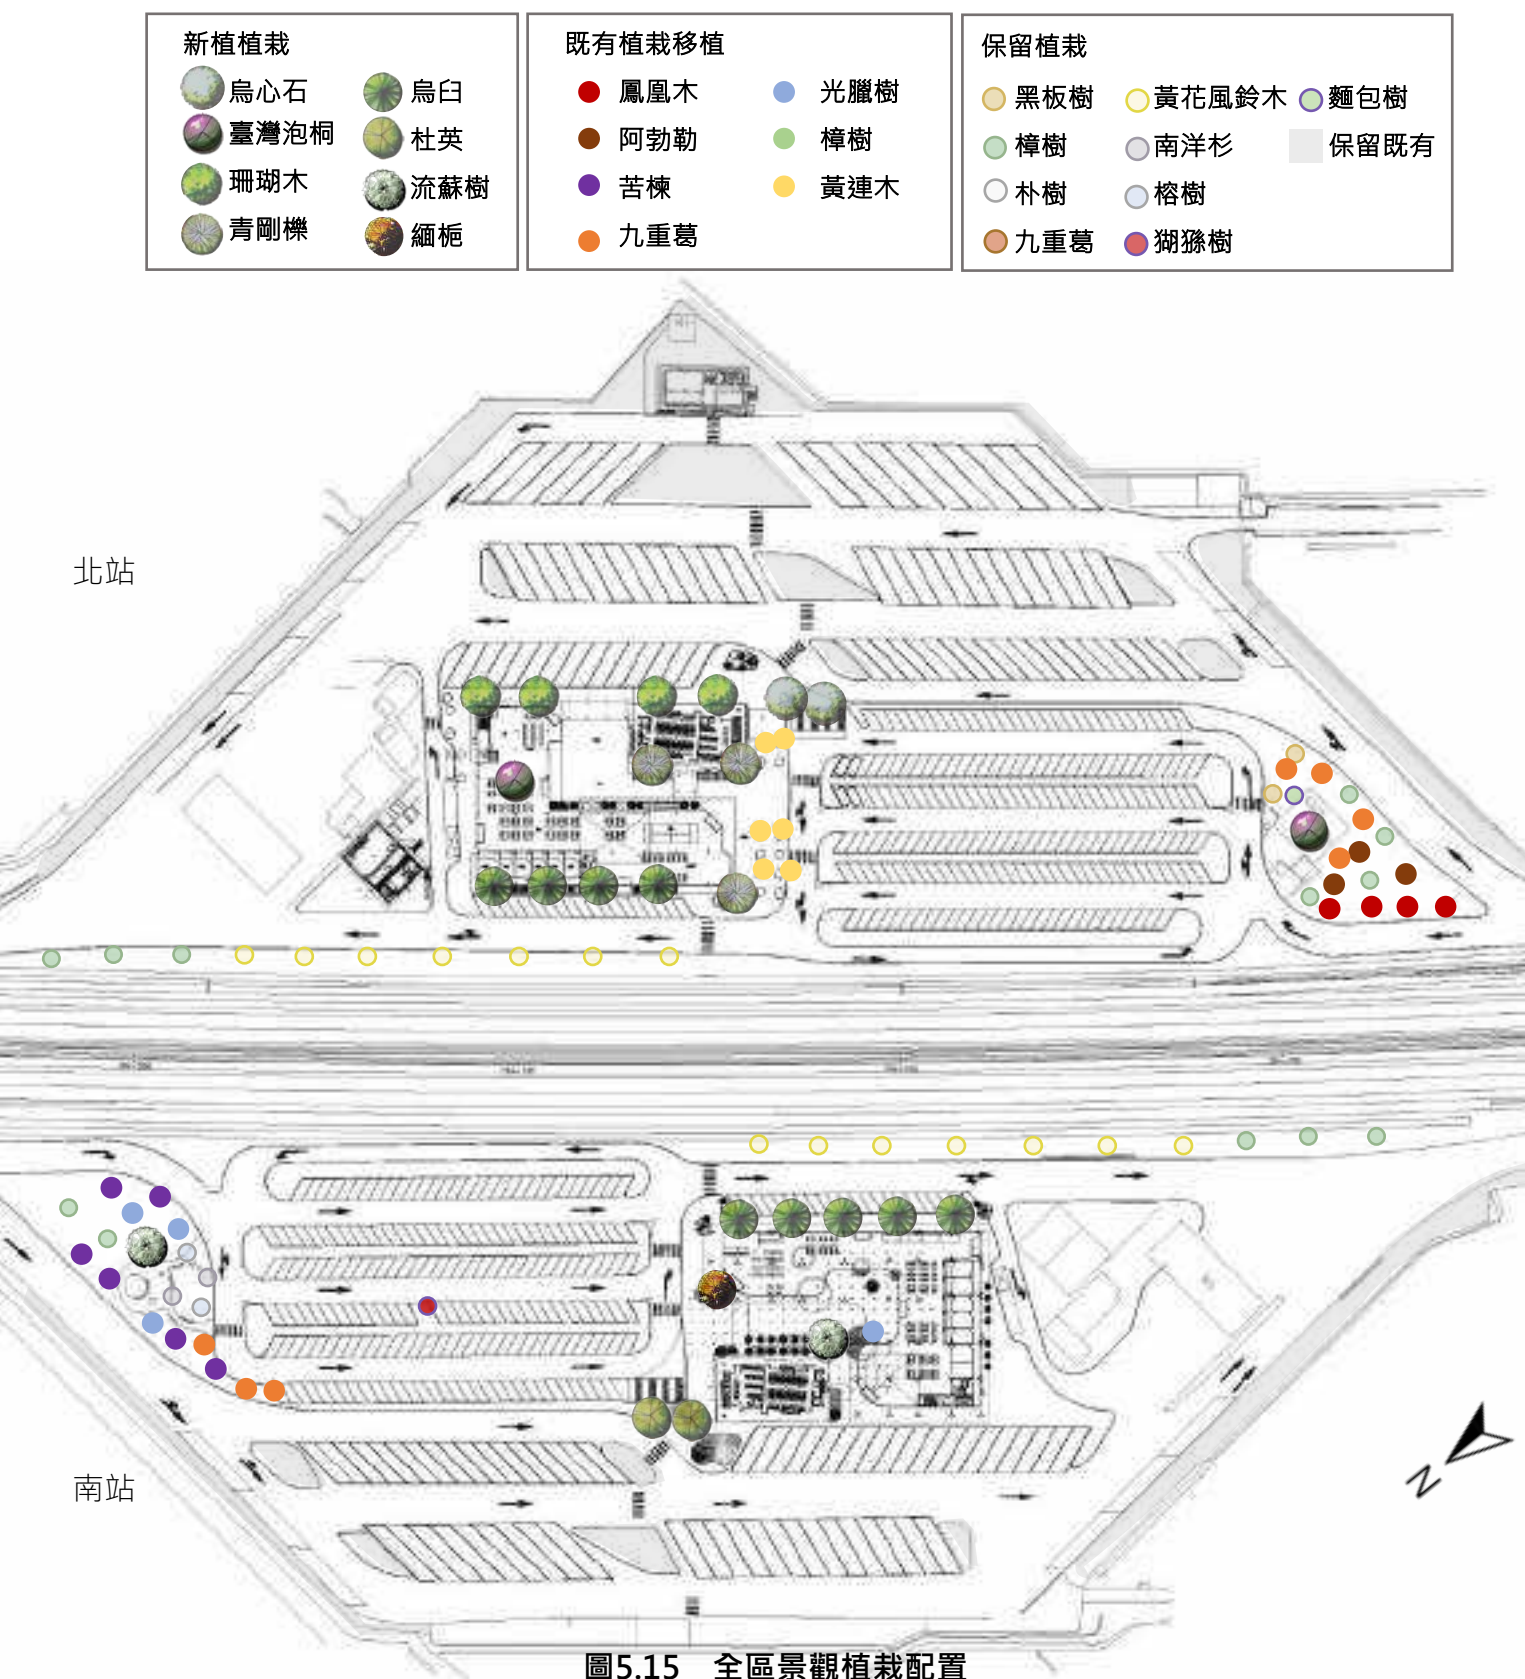 新植植栽
烏心石
烏臼
臺灣泡桐
杜英
珊瑚木
流蘇樹
青剛櫟
緬梔
既有植栽移植
鳳凰木
光臘樹
阿勃勒
樟樹
苦楝
黃連木
九重葛
保留植栽
黑板樹
黃花風鈴木
麵包樹
樟樹
南洋杉
保留既有
朴樹
榕樹
九重葛
猢猻樹
北站
南站
N
圖5.15 全區景觀植栽配置